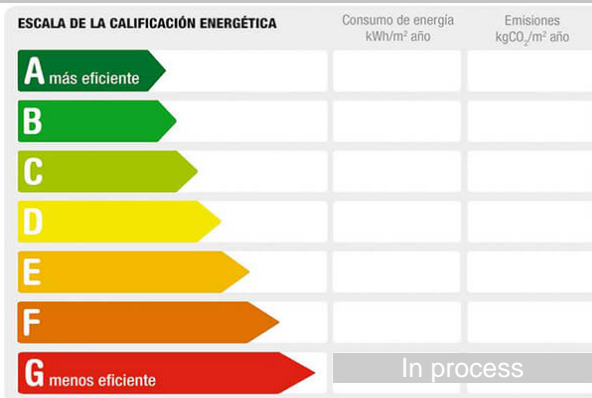 ESCALA DE LA CALIFICACIÓN ENERGÉTICA
Consumo de energía
kWh/m² año
Emisiones
kgCO₂/m² año
A más eficiente
B
C
D
E
F
G menos eficiente
In process